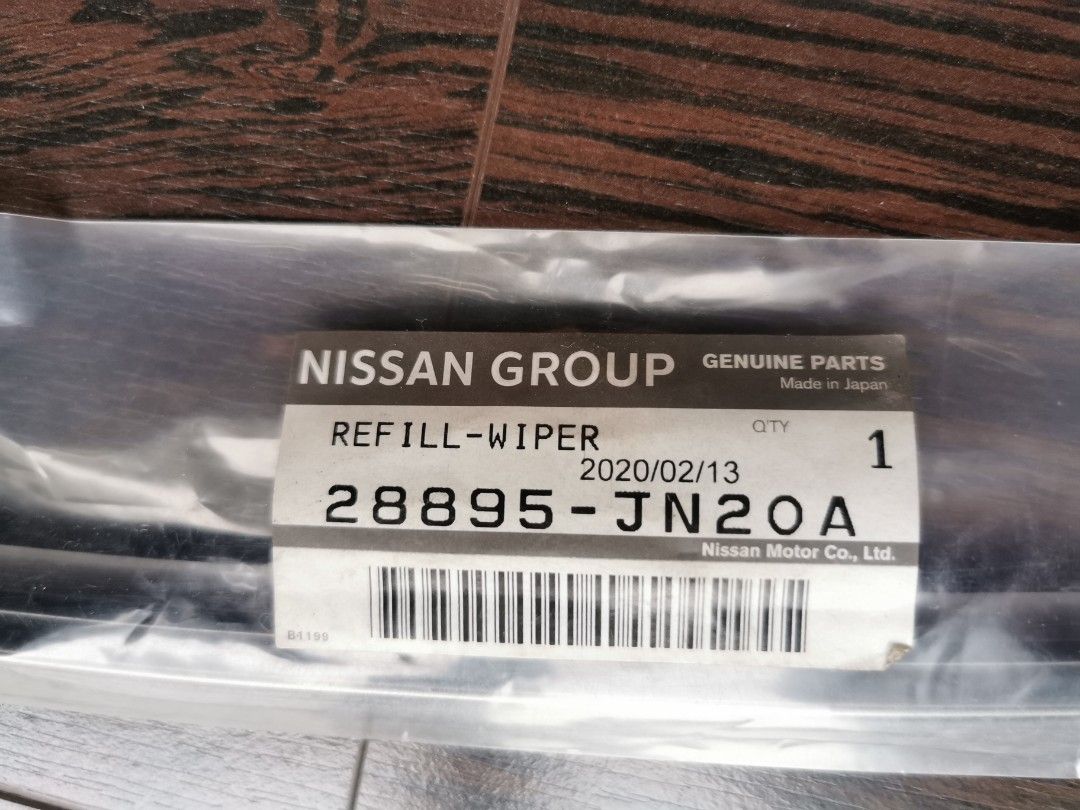 NISSAN GROUP GENUINE PARTS
Made in Japan
REFILL-WIPER Q'TY 1
2020/02/13
28895-JN20A
Nissan Motor Co., Ltd.
B4199